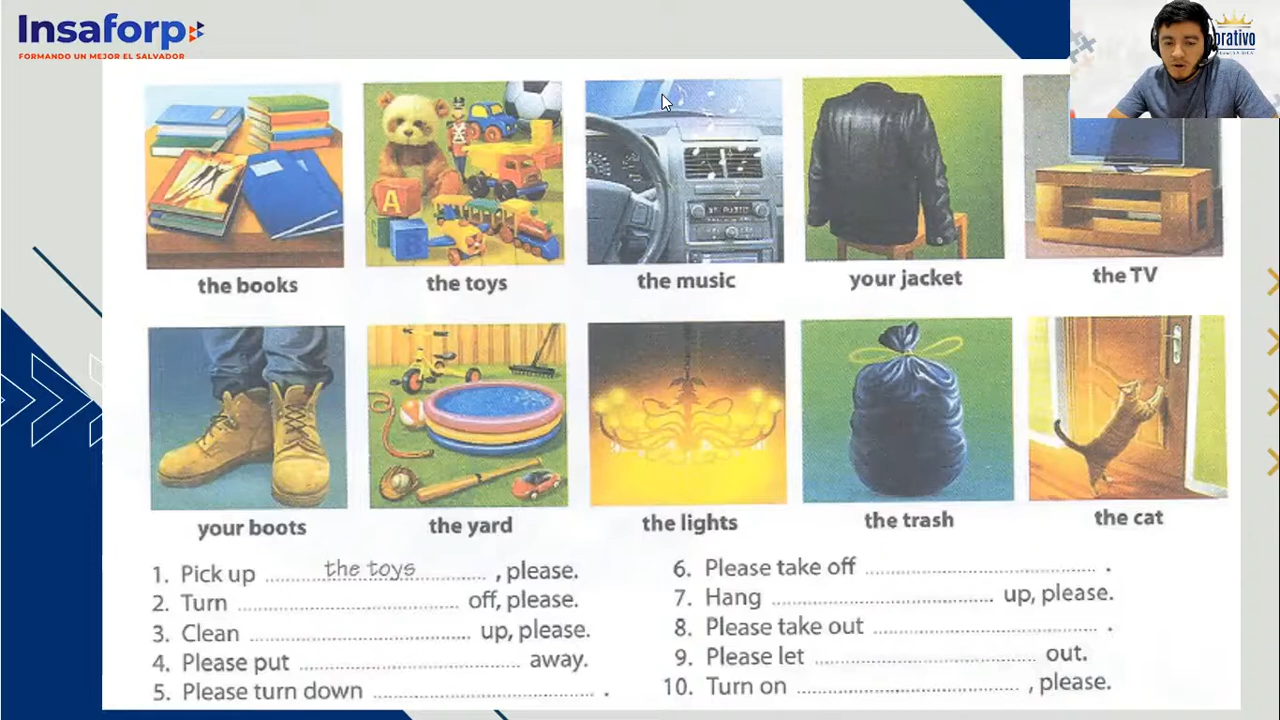 Insaforp
FORMANDO UN MEJOR EL SALVADOR
the books
the toys
the music
your jacket
the TV
your boots
the yard
the lights
the trash
the cat
1. Pick up the toys, please.
2. Turn .......... off, please.
3. Clean .......... up, please.
4. Please put .......... away.
5. Please turn down .......... .
6. Please take off .......... .
7. Hang .......... up, please.
8. Please take out .......... .
9. Please let .......... out.
10. Turn on .......... , please.
A
B